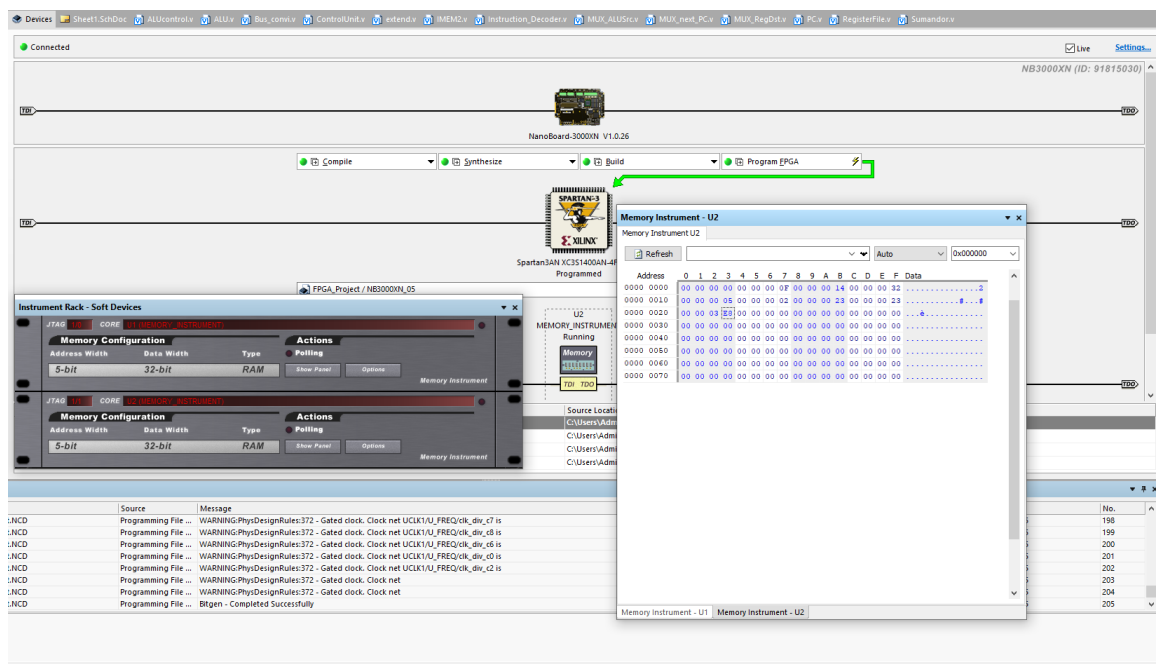 Devices Sheet1.SchDoc ALUcontrol.v ALU.v Bus_convi.v ControlUnit.v extend.v IMEM2.v Instruction_Decoder.v MUX_ALUSrc.v MUX_next_PC.v MUX_RegDst.v PC.v RegisterFile.v Sumandor.v
Connected
Live Settings...
NB3000XN (ID: 91815030)
TDI TDO
NanoBoard-3000XN V1.0.26
Compile Synthesize Build Program FPGA
SPARTAN-3
XILINX
TDI TDO
Spartan3AN XC3S1400AN-4F
Programmed
FPGA_Project / NB3000XN_05
U2
MEMORY_INSTRUMEN
Running
Memory
TDI TDO
TDO
Source Locati
C:\Users\Adm
C:\Users\Admi
C:\Users\Admi
C:\Users\Admi
Instrument Rack - Soft Devices
JTAG 1/0 CORE U1 (MEMORY_INSTRUMENT)
Memory Configuration Actions
Address Width Data Width Type Polling
5-bit 32-bit RAM Show Panel Options
Memory Instrument
JTAG 1/1 CORE U2 (MEMORY_INSTRUMENT)
Memory Configuration Actions
Address Width Data Width Type Polling
5-bit 32-bit RAM Show Panel Options
Memory Instrument
Memory Instrument - U2
Memory Instrument U2
Refresh Auto 0x000000
Address 0 1 2 3 4 5 6 7 8 9 A B C D E F Data
0000 0000 00 00 00 00 00 00 00 0F 00 00 00 14 00 00 00 32 ...............2
0000 0010 00 00 00 05 00 00 00 02 00 00 00 23 00 00 00 23 ...........#...#
0000 0020 00 00 03 E8 00 00 00 00 00 00 00 00 00 00 00 00 ...è............
0000 0030 00 00 00 00 00 00 00 00 00 00 00 00 00 00 00 00 ................
0000 0040 00 00 00 00 00 00 00 00 00 00 00 00 00 00 00 00 ................
0000 0050 00 00 00 00 00 00 00 00 00 00 00 00 00 00 00 00 ................
0000 0060 00 00 00 00 00 00 00 00 00 00 00 00 00 00 00 00 ................
0000 0070 00 00 00 00 00 00 00 00 00 00 00 00 00 00 00 00 ................
Memory Instrument - U1 Memory Instrument - U2
Source Message No.
.NCD Programming File ... WARNING:PhysDesignRules:372 - Gated clock. Clock net UCLK1/U_FREQ/clk_div_c7 is 198
.NCD Programming File ... WARNING:PhysDesignRules:372 - Gated clock. Clock net UCLK1/U_FREQ/clk_div_c8 is 199
.NCD Programming File ... WARNING:PhysDesignRules:372 - Gated clock. Clock net UCLK1/U_FREQ/clk_div_c6 is 200
.NCD Programming File ... WARNING:PhysDesignRules:372 - Gated clock. Clock net UCLK1/U_FREQ/clk_div_c0 is 201
.NCD Programming File ... WARNING:PhysDesignRules:372 - Gated clock. Clock net UCLK1/U_FREQ/clk_div_c2 is 202
.NCD Programming File ... WARNING:PhysDesignRules:372 - Gated clock. Clock net 203
.NCD Programming File ... WARNING:PhysDesignRules:372 - Gated clock. Clock net 204
.NCD Programming File ... Bitgen - Completed Successfully 205